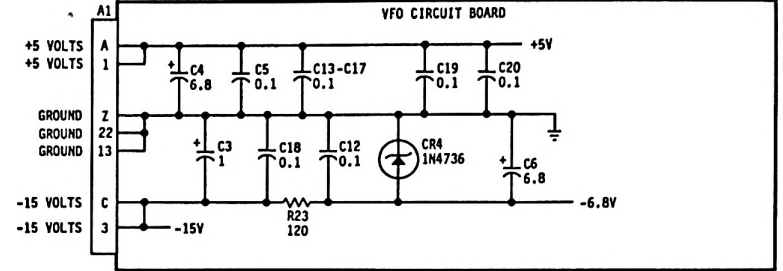 A1
VFO CIRCUIT BOARD
+5 VOLTS A
+5V
+5 VOLTS 1
+ C4
6.8
C5
0.1
C13-C17
0.1
C19
0.1
C20
0.1
GROUND Z
GROUND 22
GROUND 13
+ C3
1
C18
0.1
C12
0.1
CR4
1N4736
+ C6
6.8
-15 VOLTS C
-6.8V
R23
120
-15 VOLTS 3
-15V